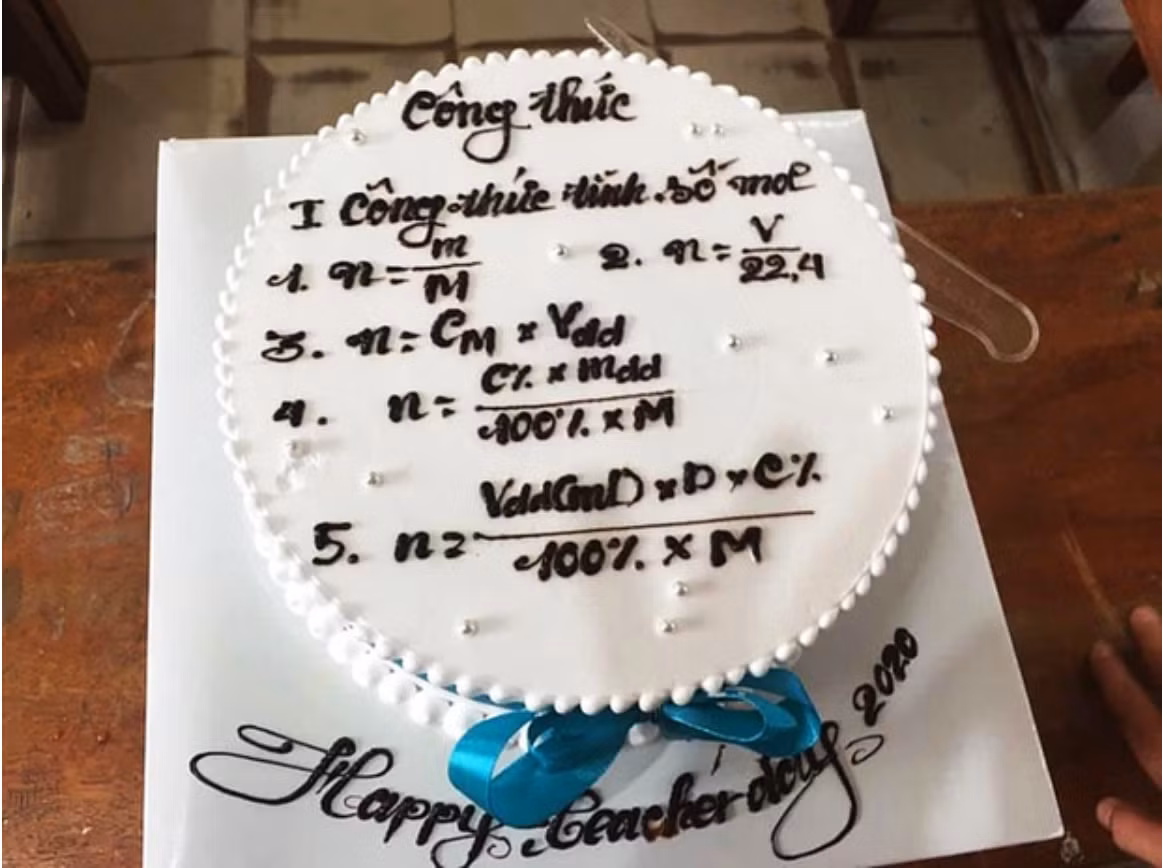 Công thức
I Công thức tính số mol
1. n = m/M 2. n = V/22,4
3. n = CM x Vdd
4. n = C% x mdd / 100% x M
5. n = Vdd(ml) x D x C% / 100% x M
Happy teacher day 2020